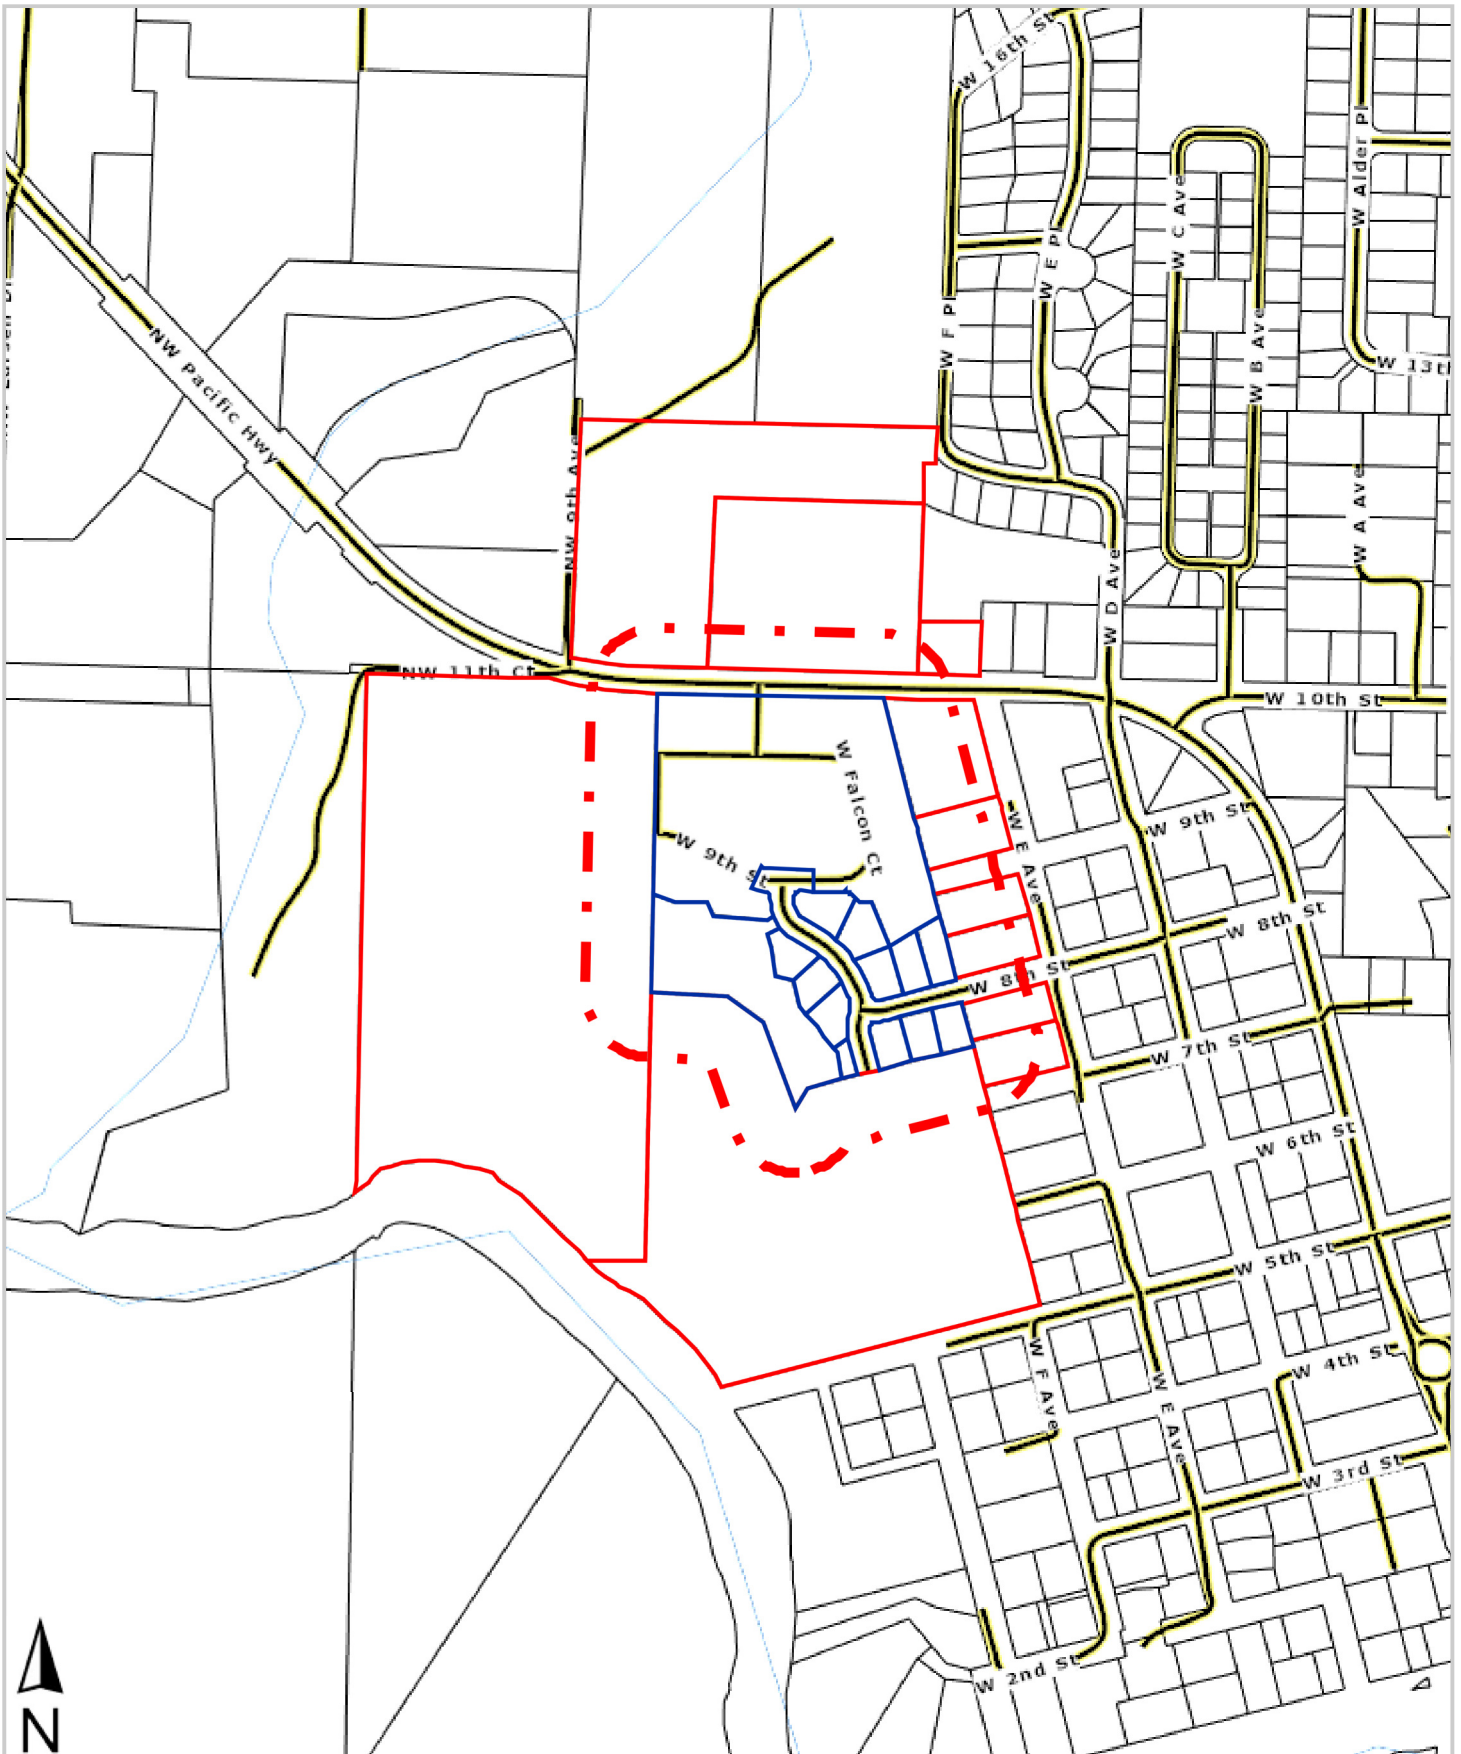 W 16th St
W Alder Pl
W C Ave
W E Pl
W F Pl
W B Ave
NW Pacific Hwy
W 13th
NW 9th Ave
W A Ave
W D Ave
NW 11th Ct
W 10th St
W Falcon Ct
W 9th St
W E Ave
W 9th St
W 8th St
W 8th St
W 7th St
W 6th St
W 5th St
W 4th St
W F Ave
W E Ave
W 3rd St
W 2nd St
N